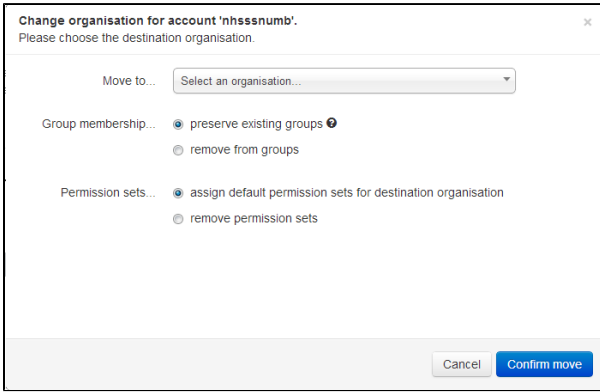 Change organisation for account 'nhsssnumb'.
Please choose the destination organisation.
Move to... Select an organisation...
Group membership... preserve existing groups
remove from groups
Permission sets... assign default permission sets for destination organisation
remove permission sets
Cancel Confirm move